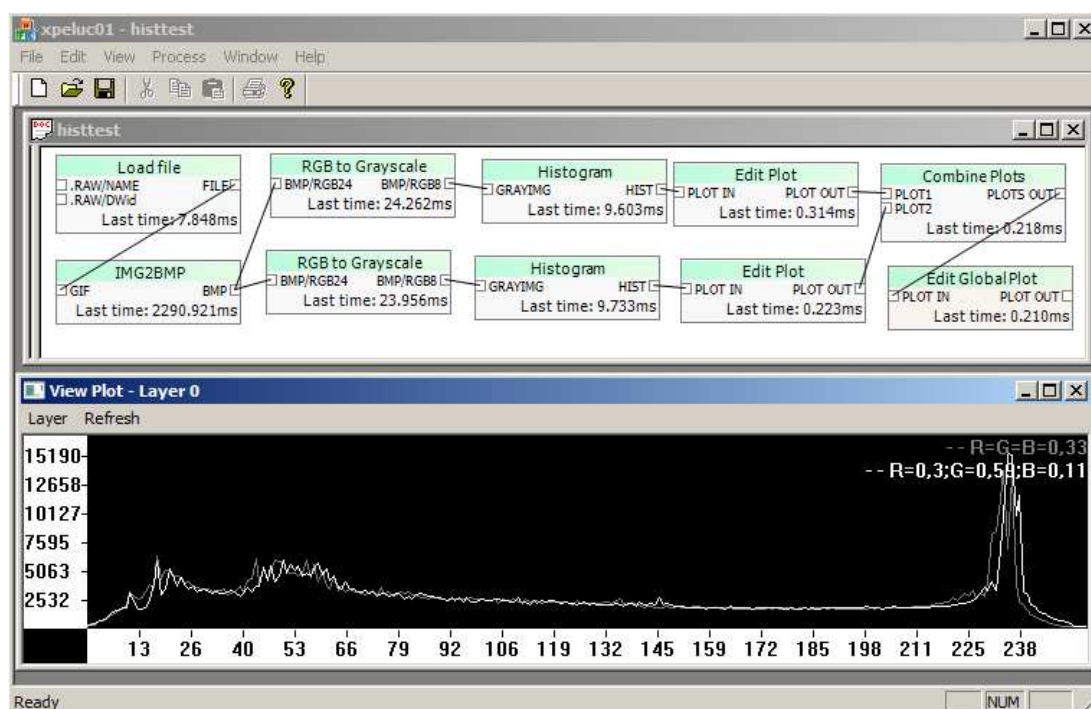 xpeluc01 - histtest
File Edit View Process Window Help
DOC
histtest
Load file
.RAW/NAME FILE
.RAW/DWid
Last time: 7.848ms
RGB to Grayscale
BMP/RGB24 BMP/RGB8
Last time: 24.262ms
Histogram
GRAYIMG HIST
Last time: 9.603ms
Edit Plot
PLOT IN PLOT OUT
Last time: 0.314ms
Combine Plots
PLOT1 PLOTS OUT
PLOT2
Last time: 0.218ms
IMG2BMP
GIF BMP
Last time: 2290.921ms
RGB to Grayscale
BMP/RGB24 BMP/RGB8
Last time: 23.956ms
Histogram
GRAYIMG HIST
Last time: 9.733ms
Edit Plot
PLOT IN PLOT OUT
Last time: 0.223ms
Edit Global Plot
PLOT IN PLOT OUT
Last time: 0.210ms
View Plot - Layer 0
Layer Refresh
-- R=G=B=0,33
-- R=0,3;G=0,59;B=0,11
15190
12658
10127
7595
5063
2532
13 26 40 53 66 79 92 106 119 132 145 159 172 185 198 211 225 238
Ready NUM